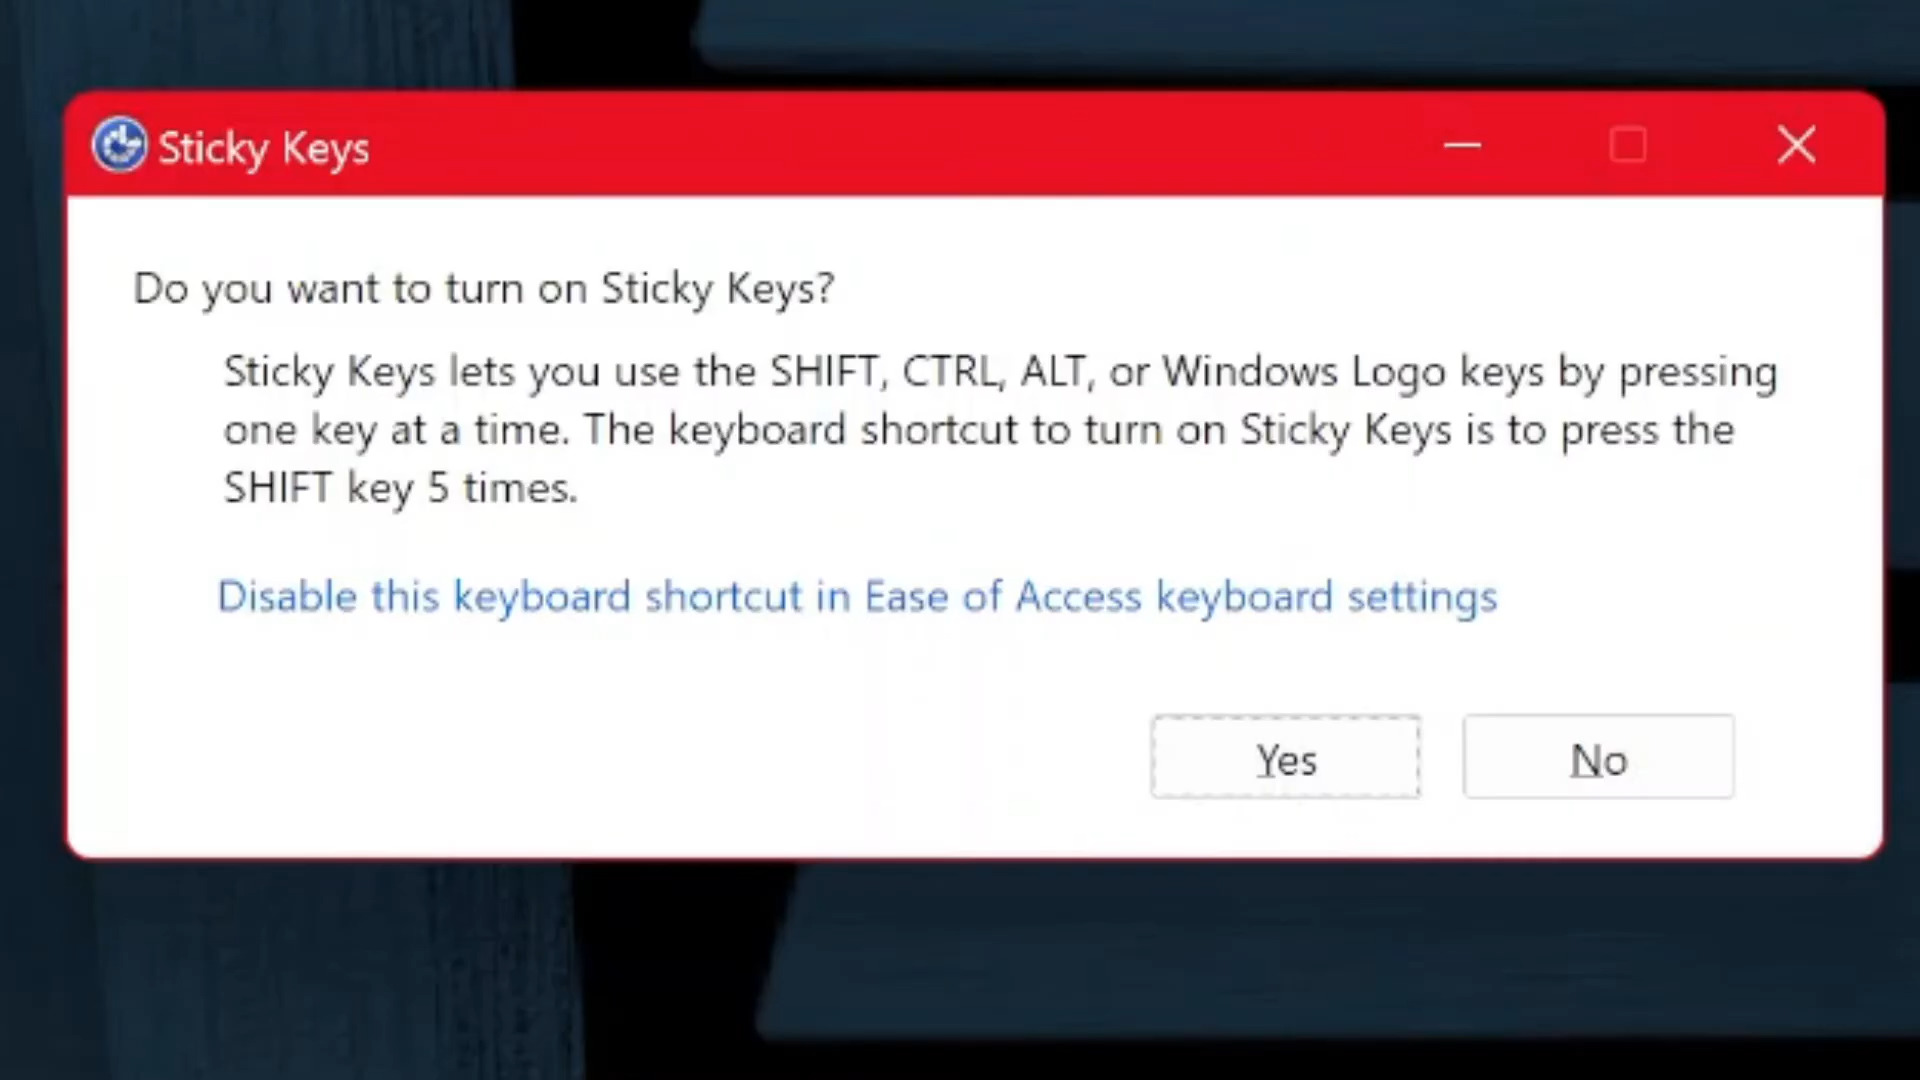 Sticky Keys
Do you want to turn on Sticky Keys?
Sticky Keys lets you use the SHIFT, CTRL, ALT, or Windows Logo keys by pressing
one key at a time. The keyboard shortcut to turn on Sticky Keys is to press the
SHIFT key 5 times.
Disable this keyboard shortcut in Ease of Access keyboard settings
Yes No